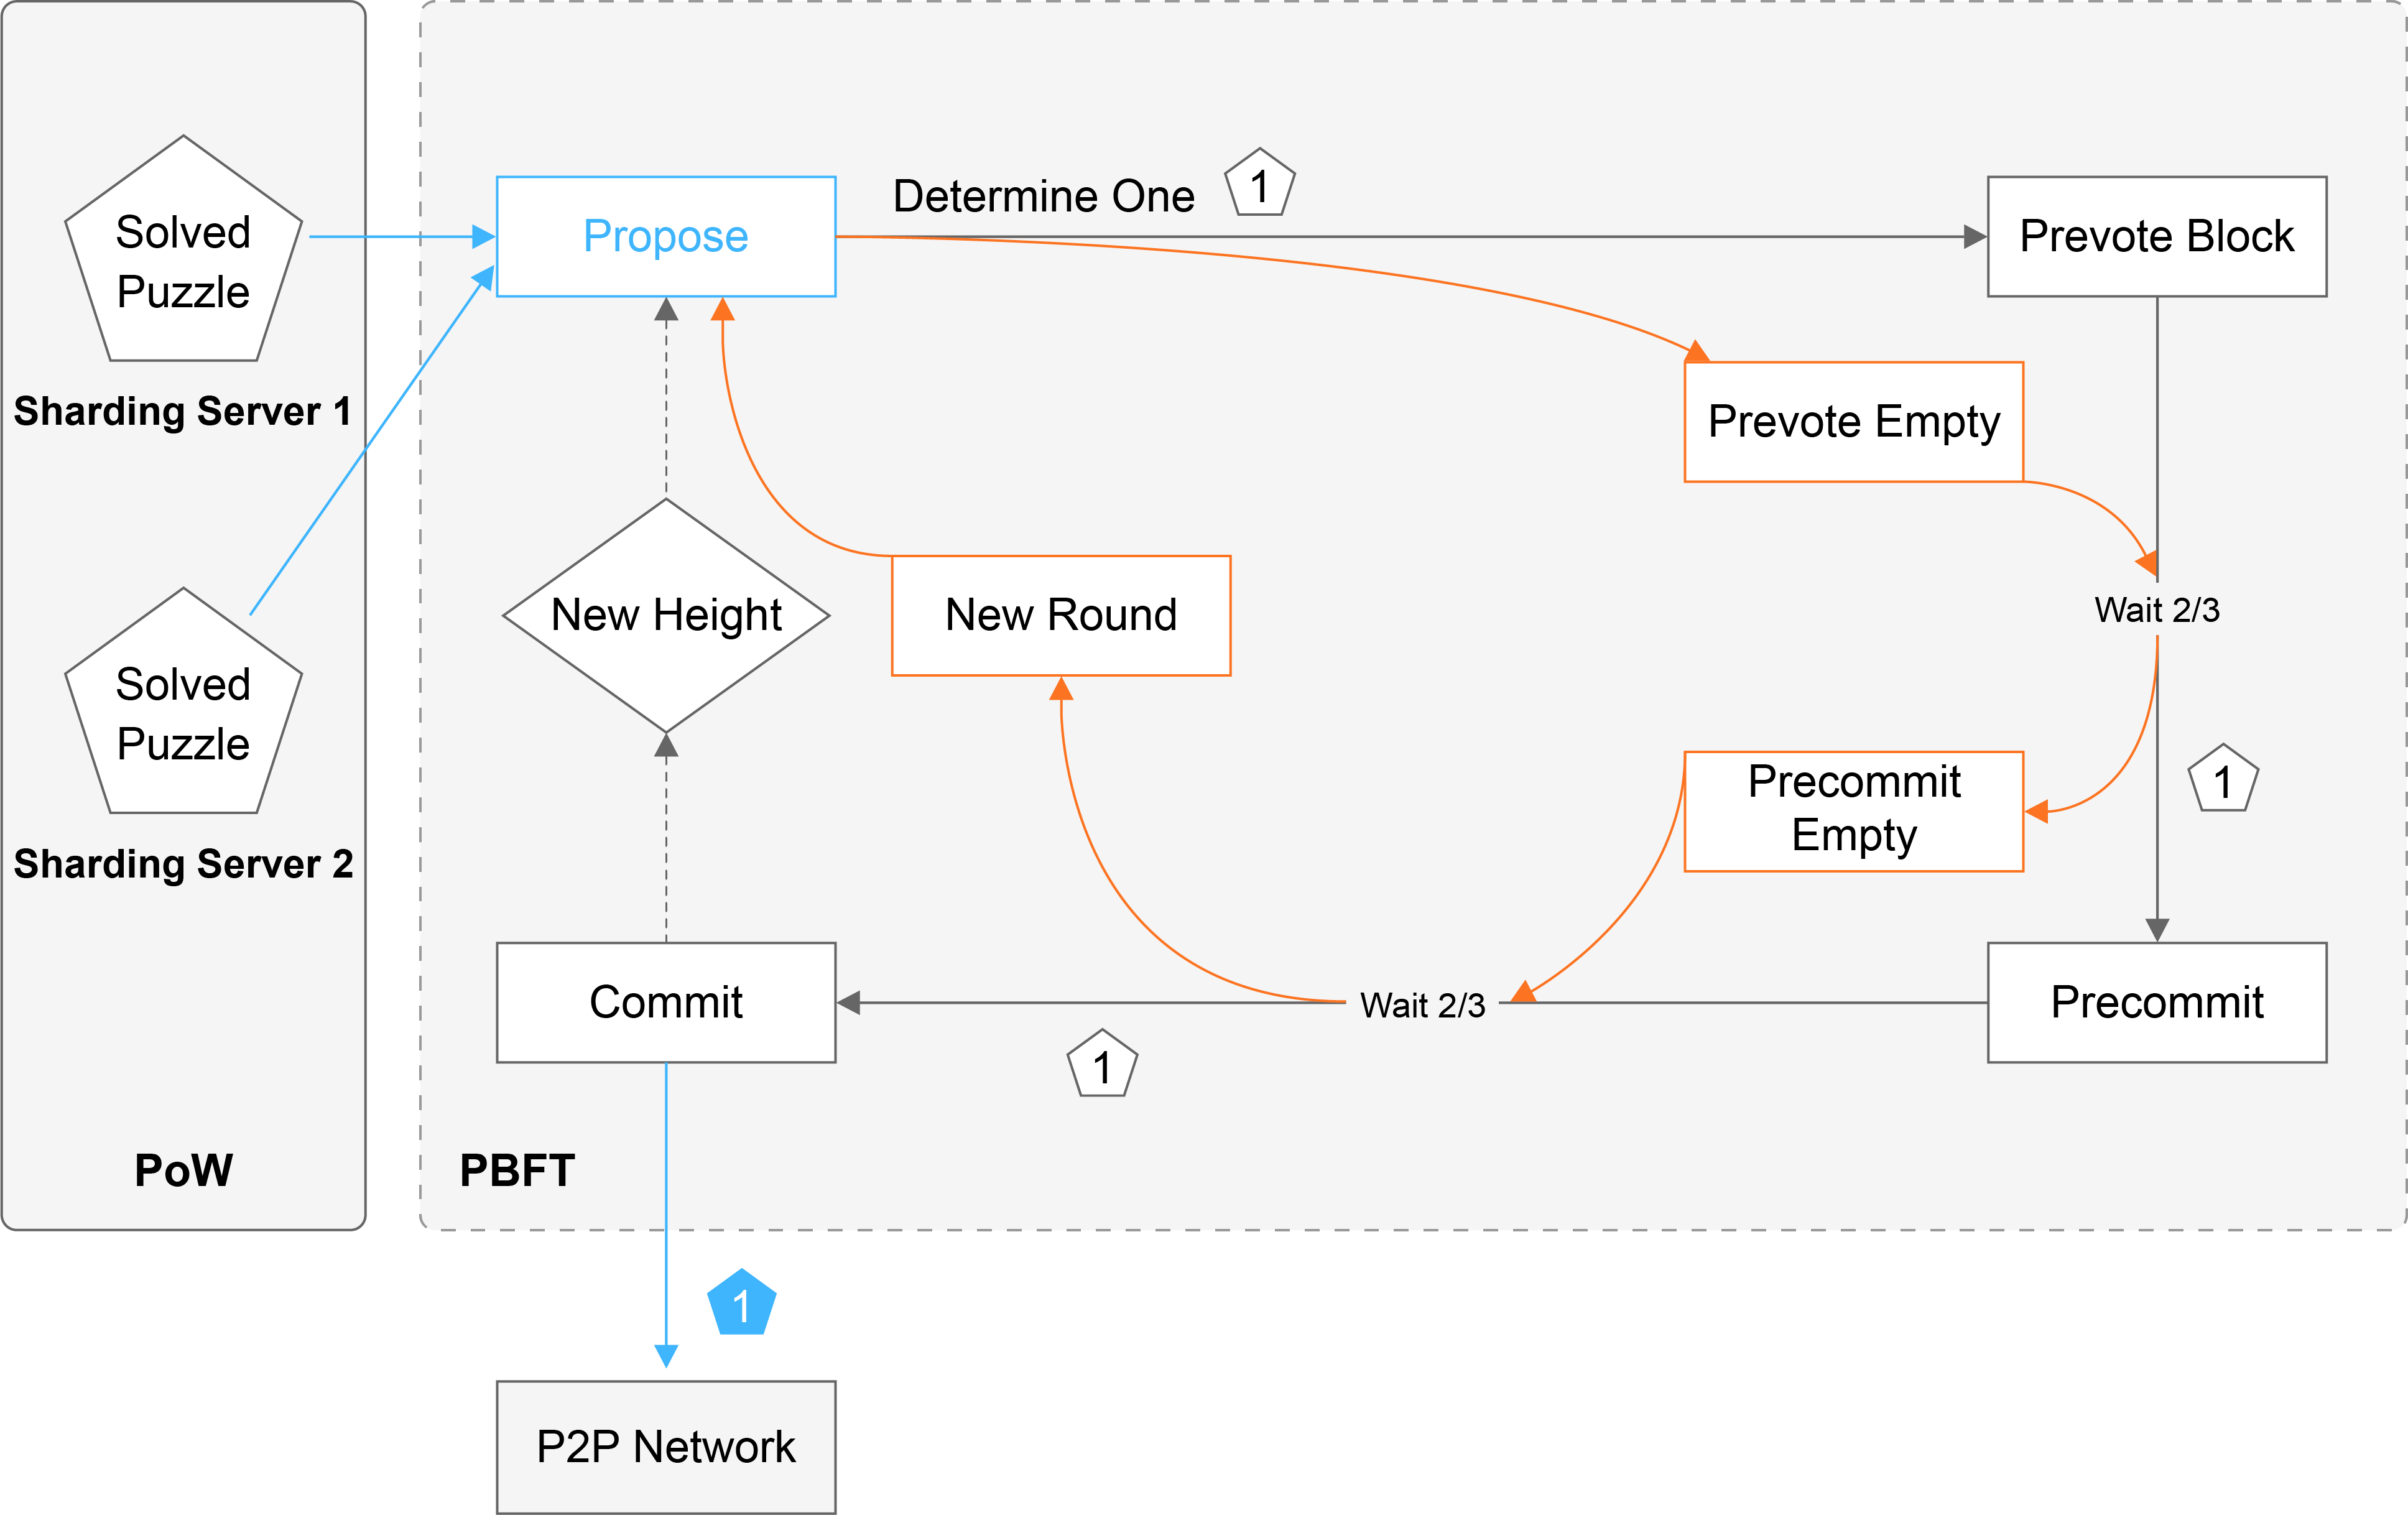 Solved
Puzzle
Sharding Server 1
Solved
Puzzle
Sharding Server 2
PoW
Propose
Determine One
1
Prevote Block
Prevote Empty
Wait 2/3
New Height
New Round
Precommit
Empty
1
Commit
Wait 2/3
Precommit
1
PBFT
1
P2P Network